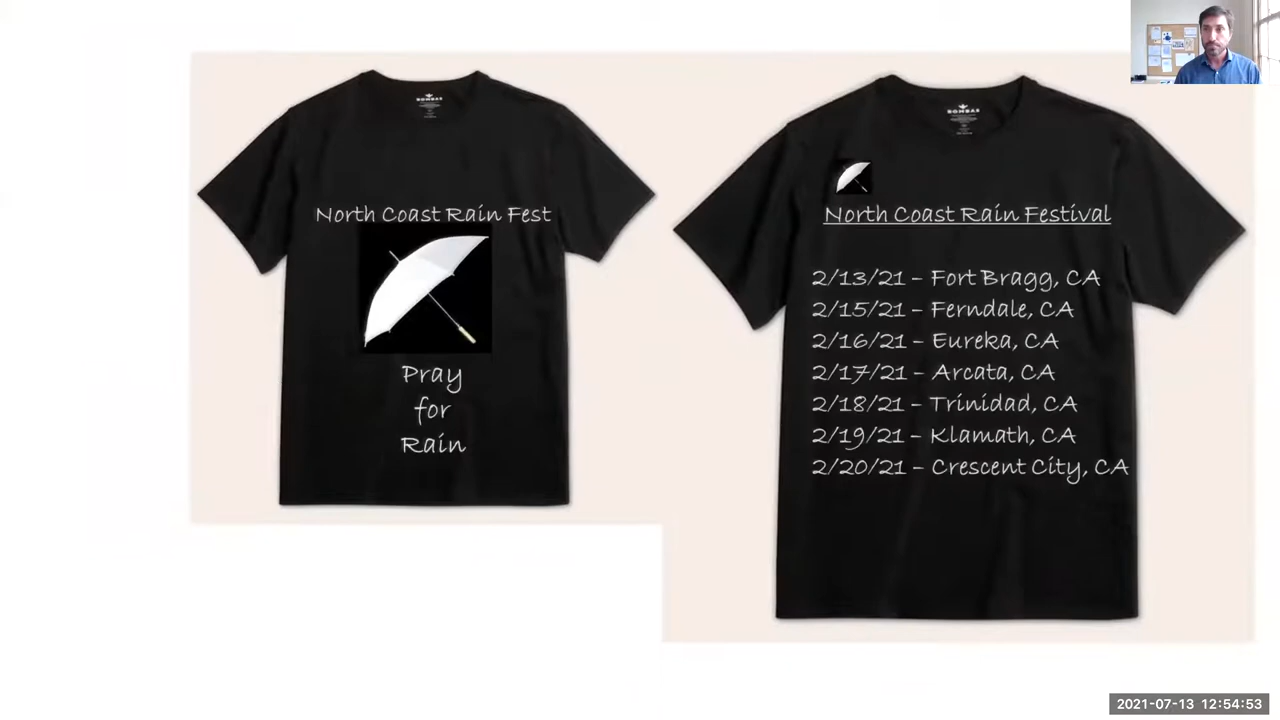 North Coast Rain Fest
Pray
for
Rain
BOMBAS
North Coast Rain Festival
2/13/21 – Fort Bragg, CA
2/15/21 – Ferndale, CA
2/16/21 – Eureka, CA
2/17/21 – Arcata, CA
2/18/21 – Trinidad, CA
2/19/21 – Klamath, CA
2/20/21 – Crescent City, CA
2021-07-13 12:54:53